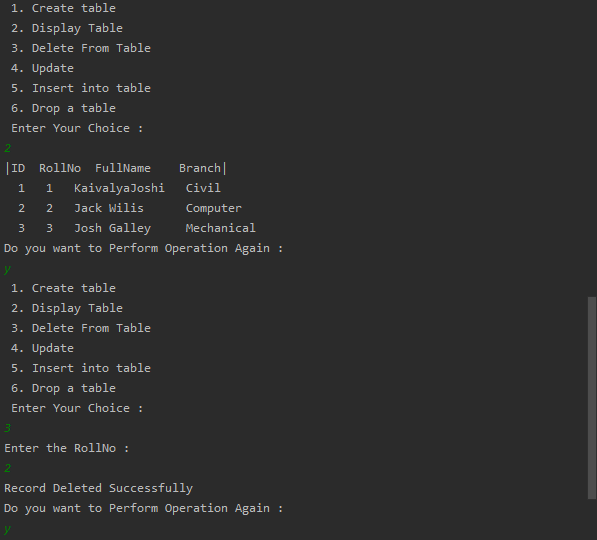 1. Create table
2. Display Table
3. Delete From Table
4. Update
5. Insert into table
6. Drop a table
Enter Your Choice :
2
|ID  RollNo  FullName    Branch|
1   1   KaivalyaJoshi   Civil
2   2   Jack Wilis      Computer
3   3   Josh Galley     Mechanical
Do you want to Perform Operation Again :
y
1. Create table
2. Display Table
3. Delete From Table
4. Update
5. Insert into table
6. Drop a table
Enter Your Choice :
3
Enter the RollNo :
2
Record Deleted Successfully
Do you want to Perform Operation Again :
y